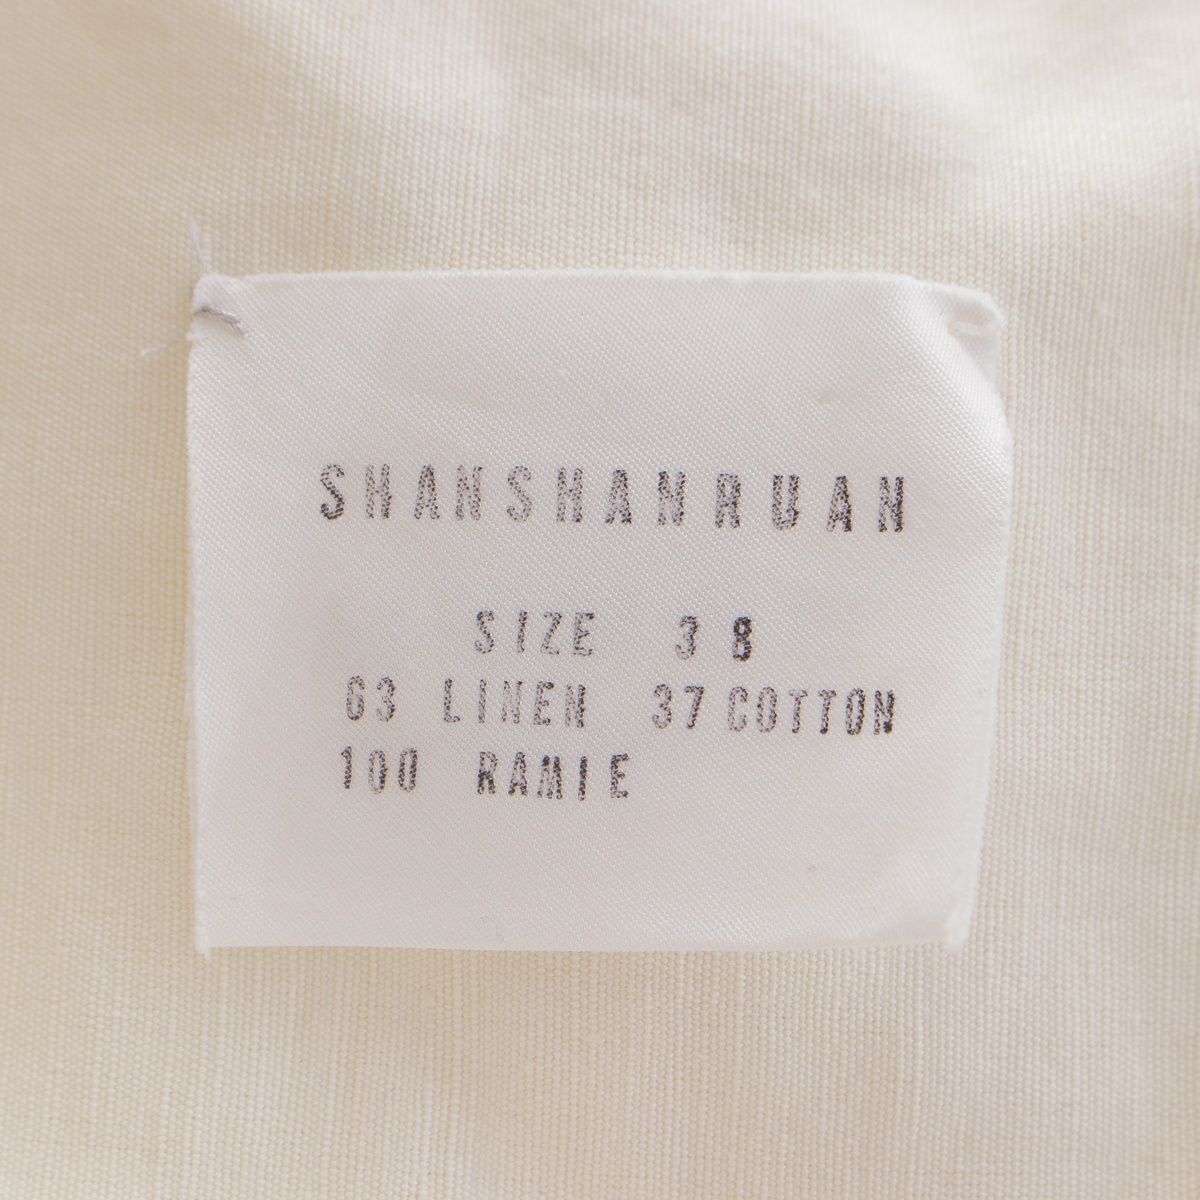 SHANSHANRUAN
SIZE 38
63 LINEN 37 COTTON
100 RAMIE